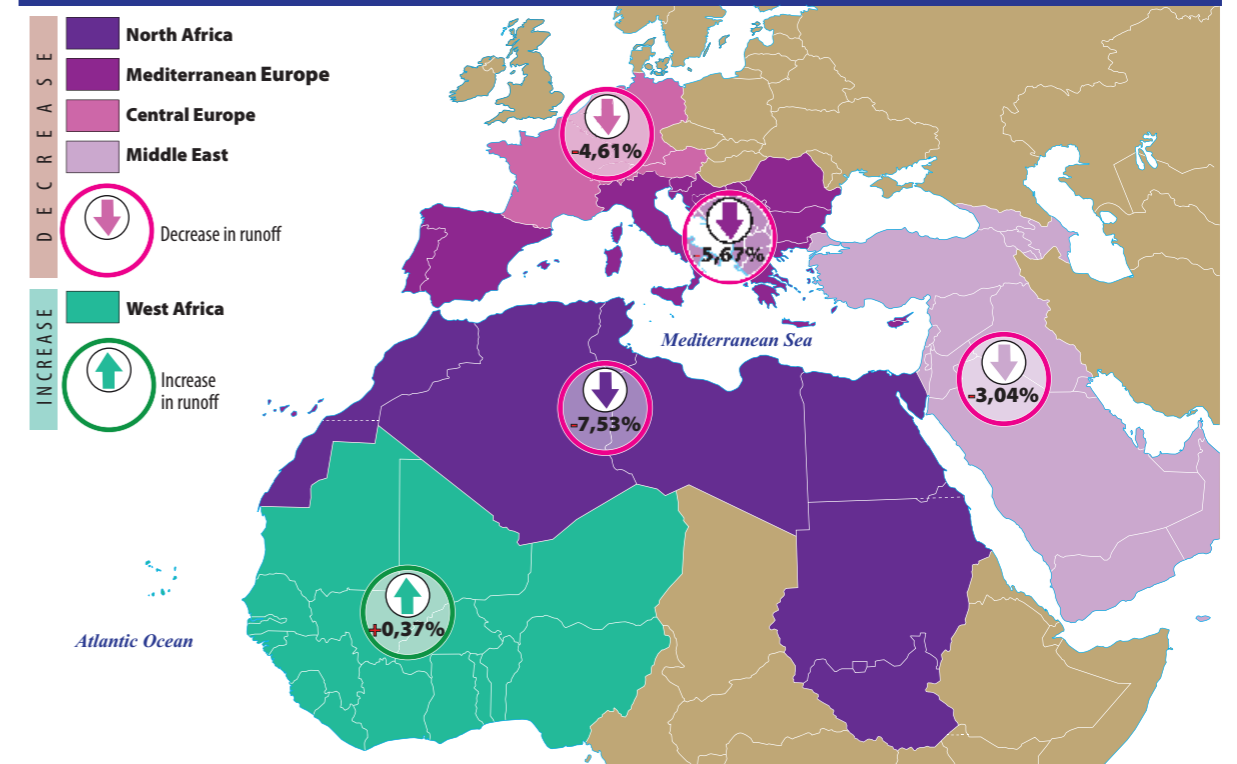 DECREASE
North Africa
Mediterranean Europe
Central Europe
Middle East
Decrease in runoff
INCREASE
West Africa
Increase
in runoff
-4,61%
-5,67%
Mediterranean Sea
-3,04%
-7,53%
+0,37%
Atlantic Ocean